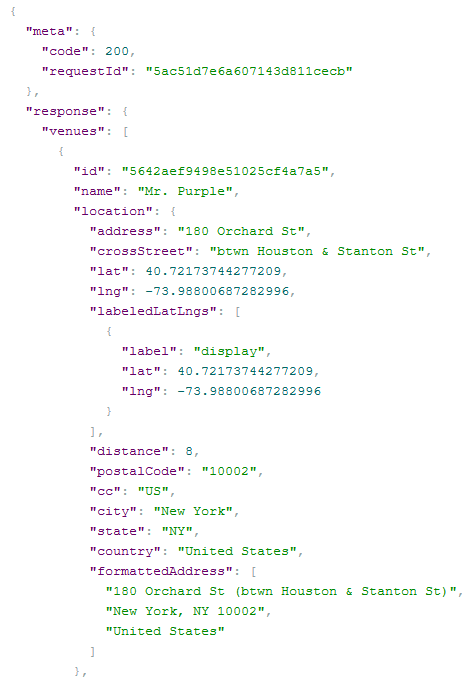 {
  "meta": {
    "code": 200,
    "requestId": "5ac51d7e6a607143d811cecb"
  },
  "response": {
    "venues": [
      {
        "id": "5642aef9498e51025cf4a7a5",
        "name": "Mr. Purple",
        "location": {
          "address": "180 Orchard St",
          "crossStreet": "btwn Houston & Stanton St",
          "lat": 40.72173744277209,
          "lng": -73.98800687282996,
          "labeledLatLngs": [
            {
              "label": "display",
              "lat": 40.72173744277209,
              "lng": -73.98800687282996
            }
          ],
          "distance": 8,
          "postalCode": "10002",
          "cc": "US",
          "city": "New York",
          "state": "NY",
          "country": "United States",
          "formattedAddress": [
            "180 Orchard St (btwn Houston & Stanton St)",
            "New York, NY 10002",
            "United States"
          ]
        },